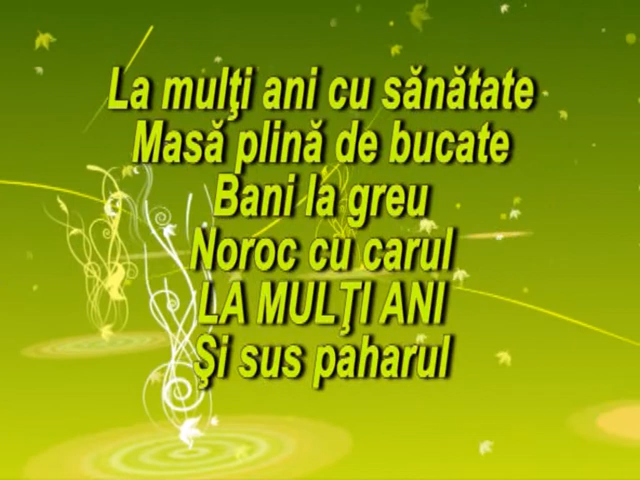 La mulţi ani cu sănătate
Masă plină de bucate
Bani la greu
Noroc cu carul
LA MULŢI ANI
Şi sus paharul